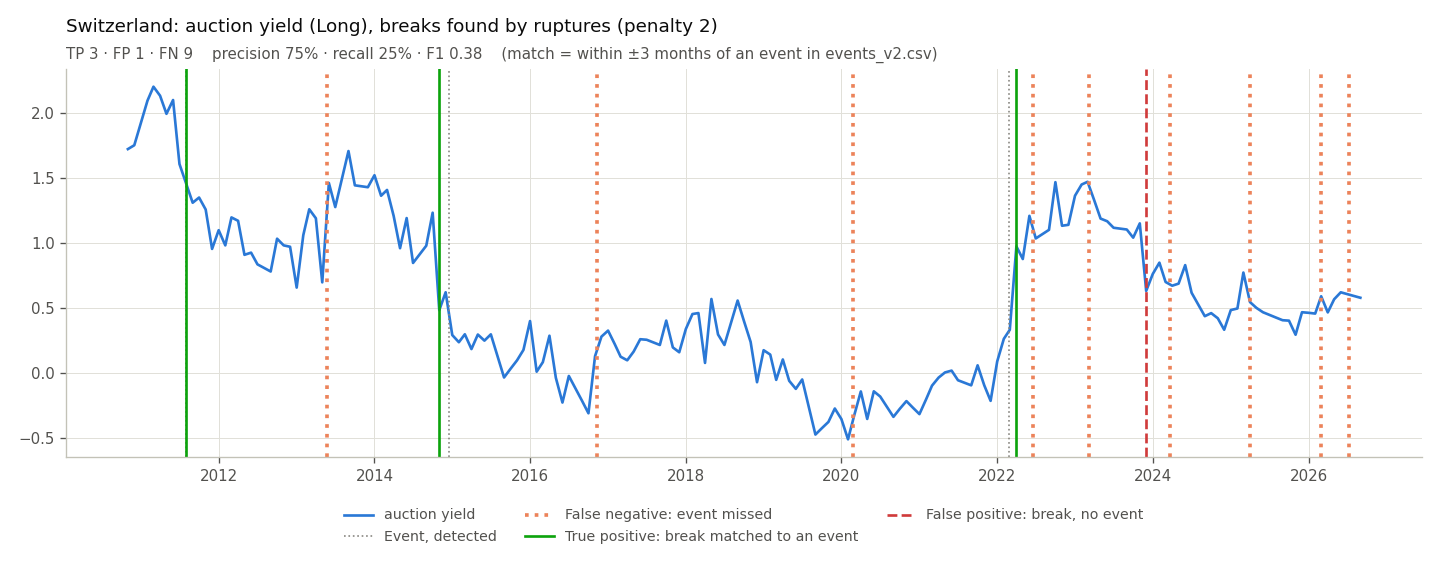 Switzerland: auction yield (Long), breaks found by ruptures (penalty 2)
TP 3 · FP 1 · FN 9    precision 75% · recall 25% · F1 0.38    (match = within ±3 months of an event in events_v2.csv)
2.0
1.5
1.0
0.5
0.0
−0.5
2012 2014 2016 2018 2020 2022 2024 2026
auction yield False negative: event missed False positive: break, no event
Event, detected True positive: break matched to an event